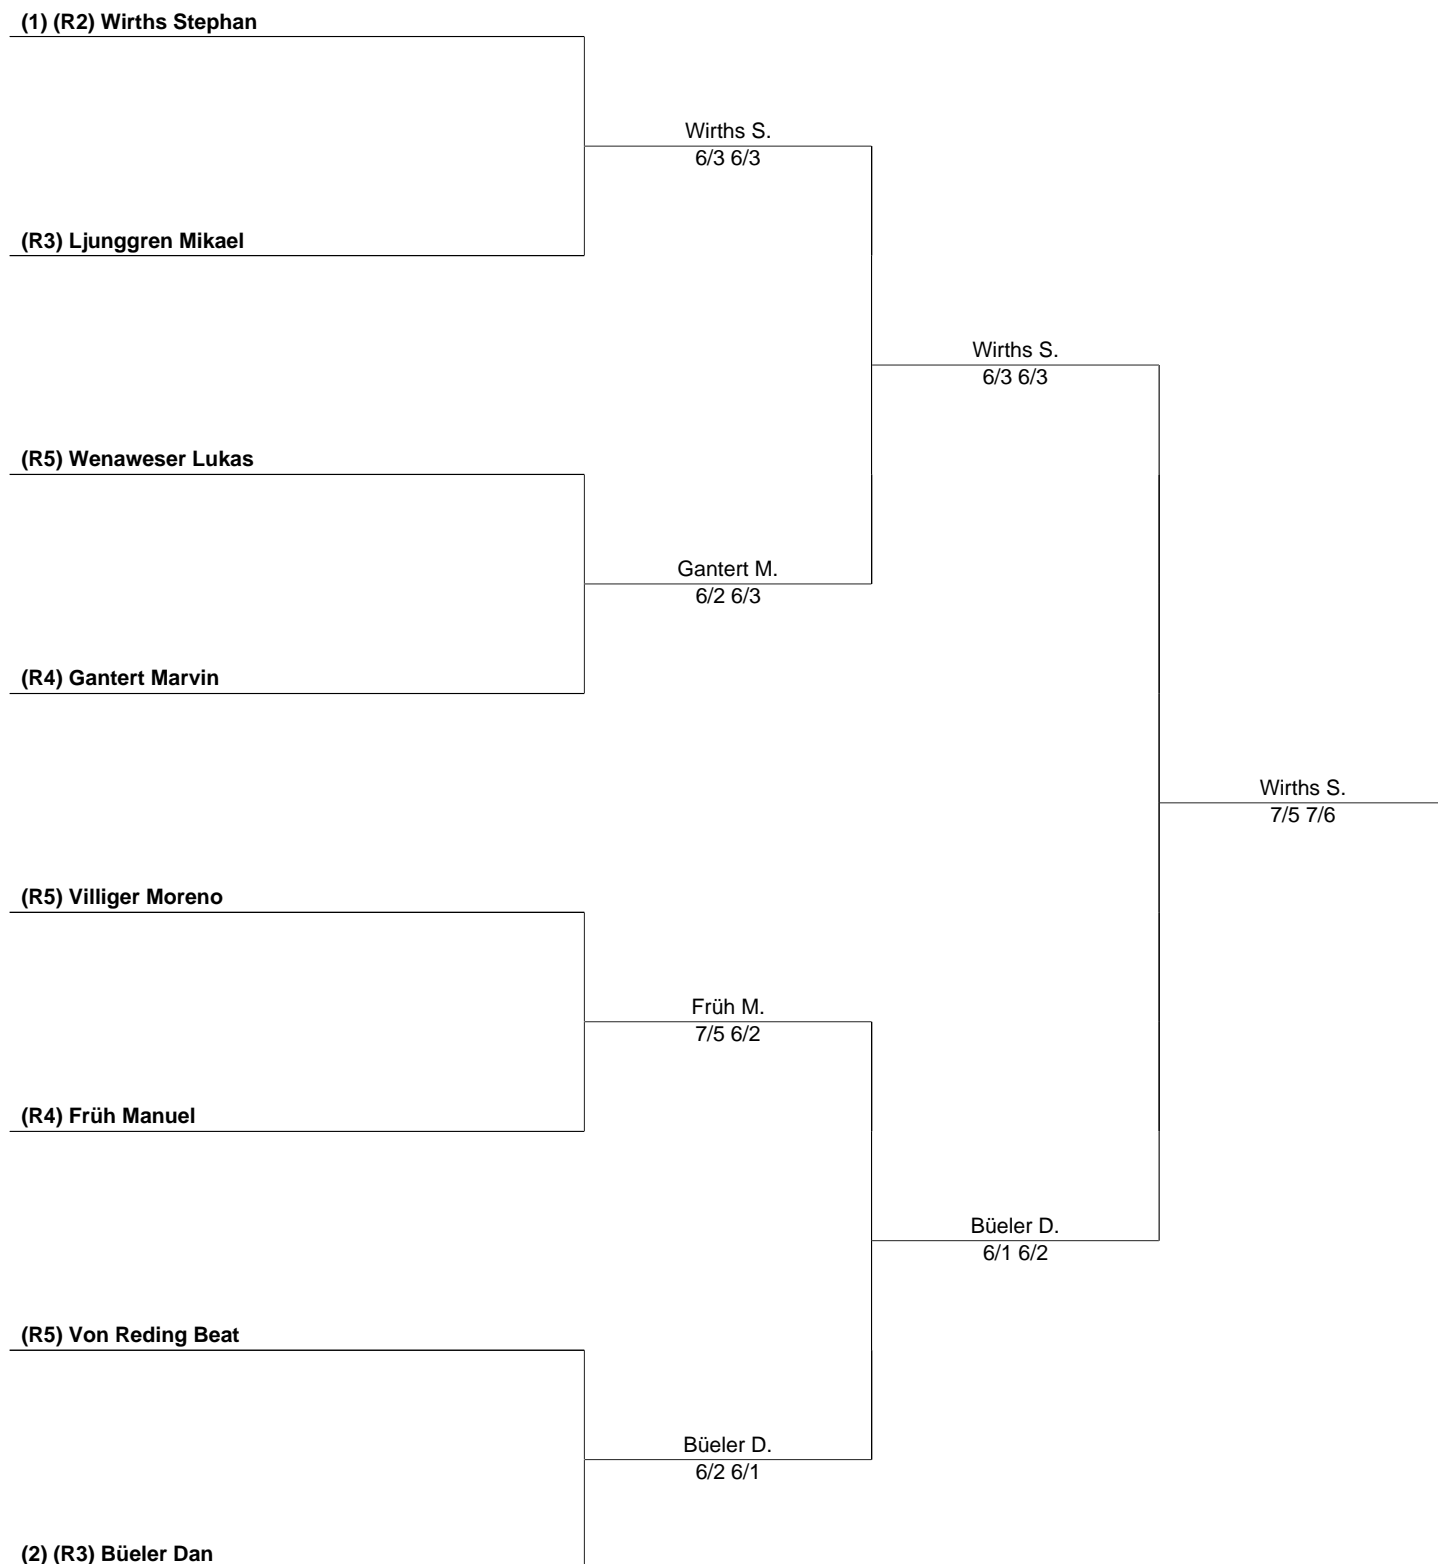 (1) (R2) Wirths Stephan
Wirths S.
6/3 6/3
(R3) Ljunggren Mikael
Wirths S.
6/3 6/3
(R5) Wenaweser Lukas
Gantert M.
6/2 6/3
(R4) Gantert Marvin
Wirths S.
7/5 7/6
(R5) Villiger Moreno
Früh M.
7/5 6/2
(R4) Früh Manuel
Büeler D.
6/1 6/2
(R5) Von Reding Beat
Büeler D.
6/2 6/1
(2) (R3) Büeler Dan